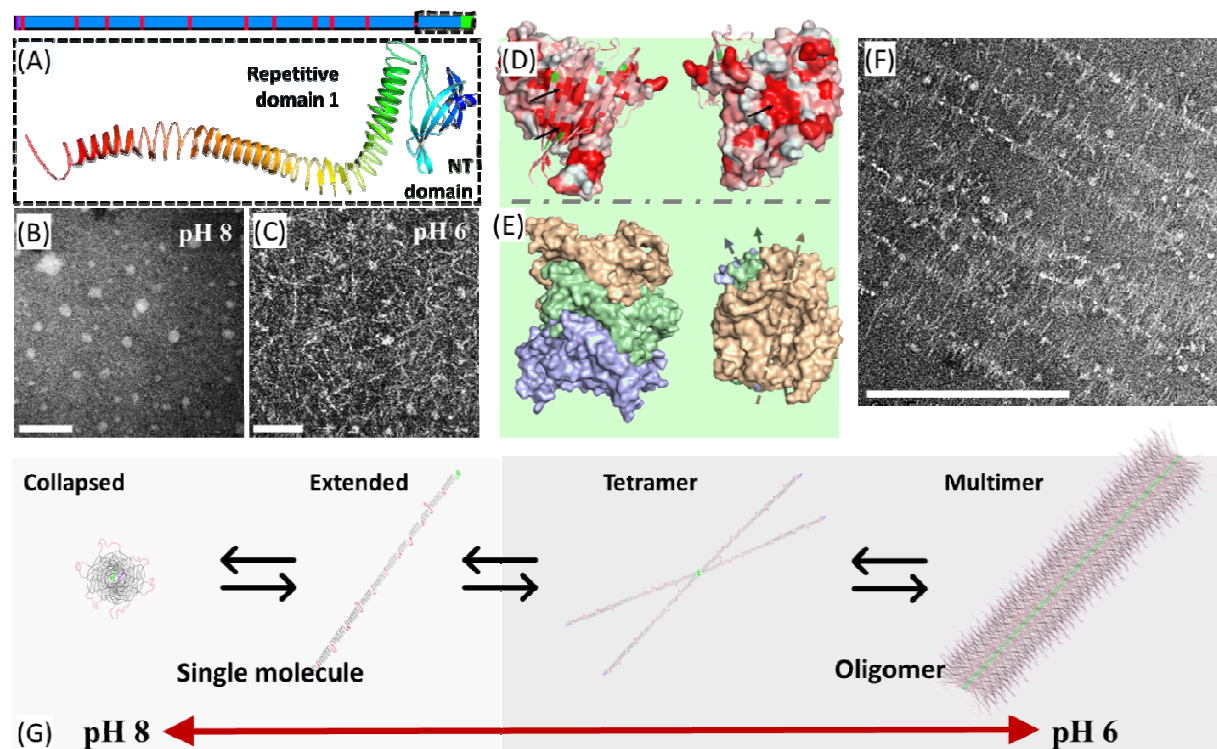 (A)
Repetitive
domain 1
NT
domain
(B)
pH 8
(C)
pH 6
(D)
(E)
(F)
Collapsed
Extended
Tetramer
Multimer
Single molecule
Oligomer
(G)
pH 8
pH 6